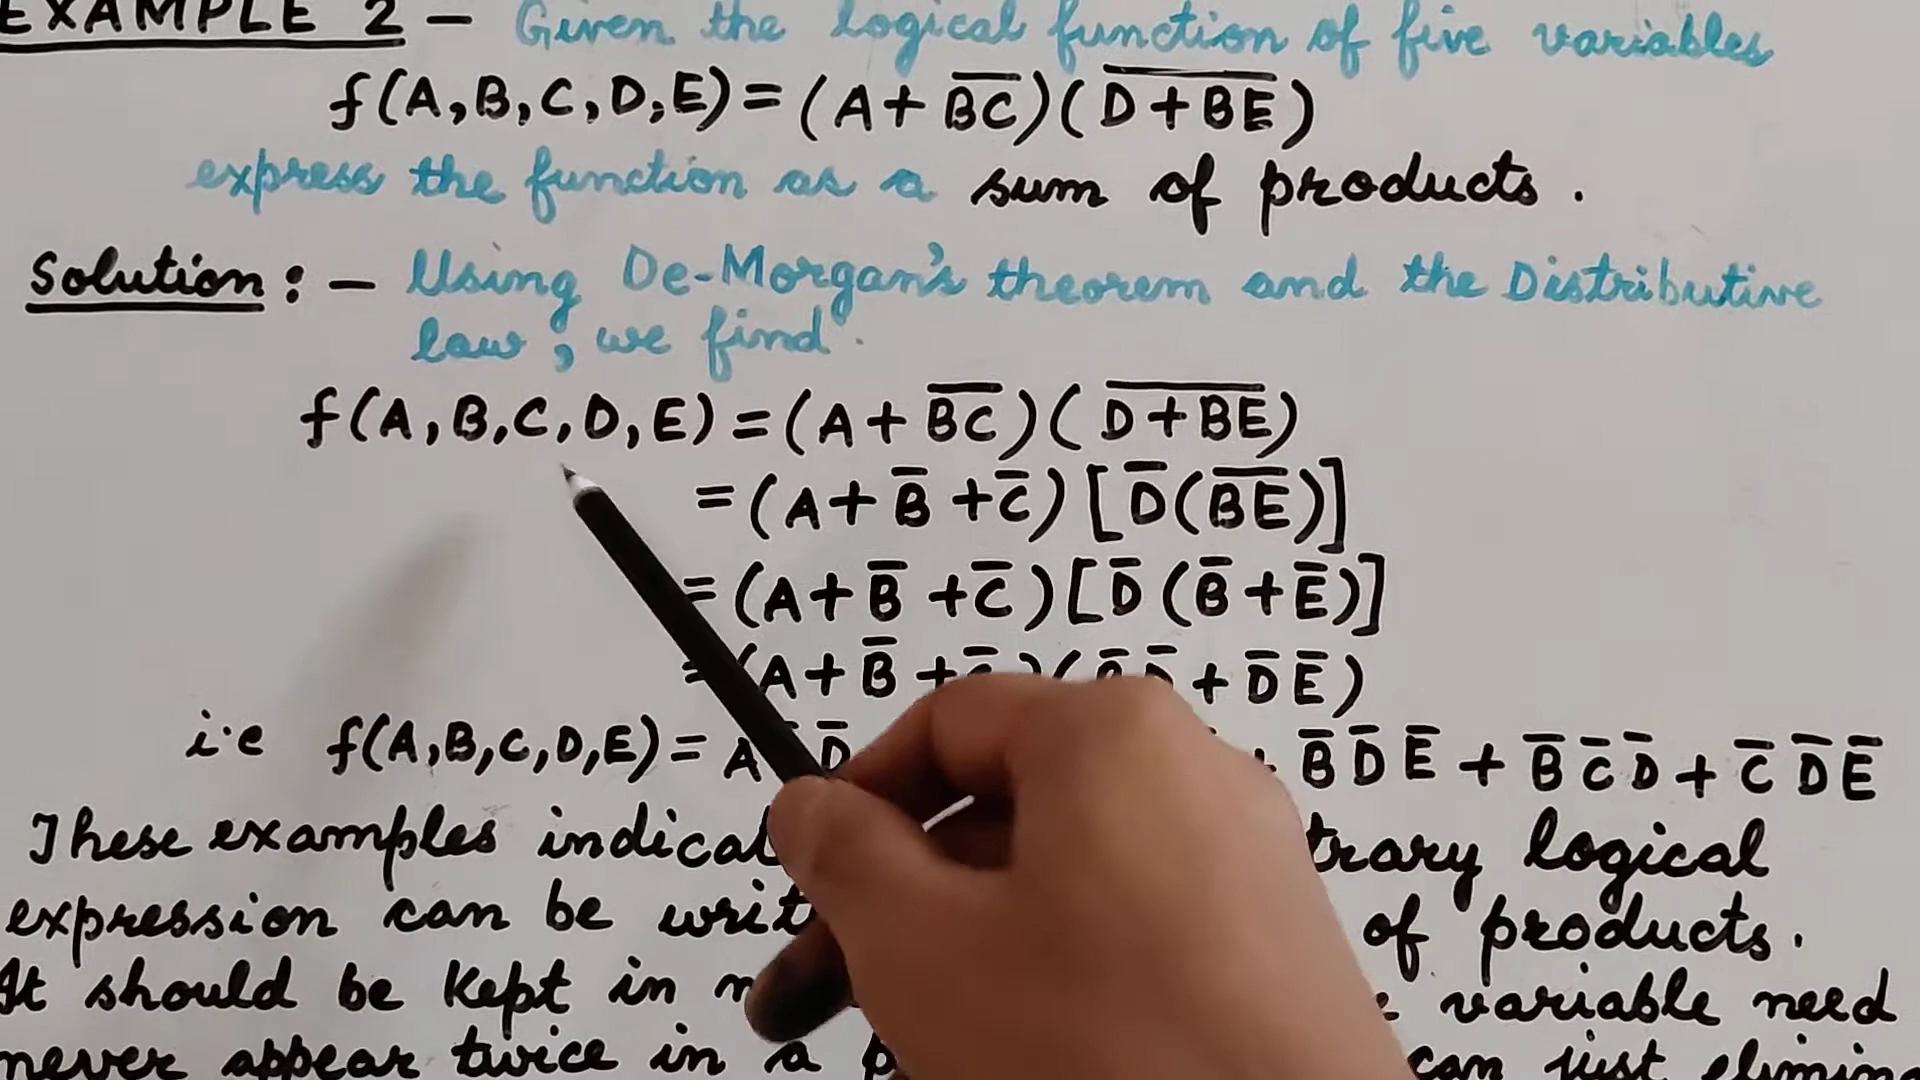 EXAMPLE 2 – Given the logical function of five variables
f(A,B,C,D,E)=(A+B̅C̅)(D̅+̅B̅E̅)
express the function as a sum of products.
Solution:– Using De-Morgan's theorem and the Distributive
law, we find.
f(A,B,C,D,E)=(A+B̅C̅)(D̅+̅B̅E̅)
=(A+B̅+C̅)[D̅(B̅E̅)]
=(A+B̅+C̅)[D̅(B̅+E̅)]
=(A+B̅+ +D̅E̅)
i.e f(A,B,C,D,E)=A D̅ B̅D̅E̅+B̅C̅D̅+C̅D̅E̅
These examples logical
expression can be of products.
It should be kept in variable need
never appear twice in a can just